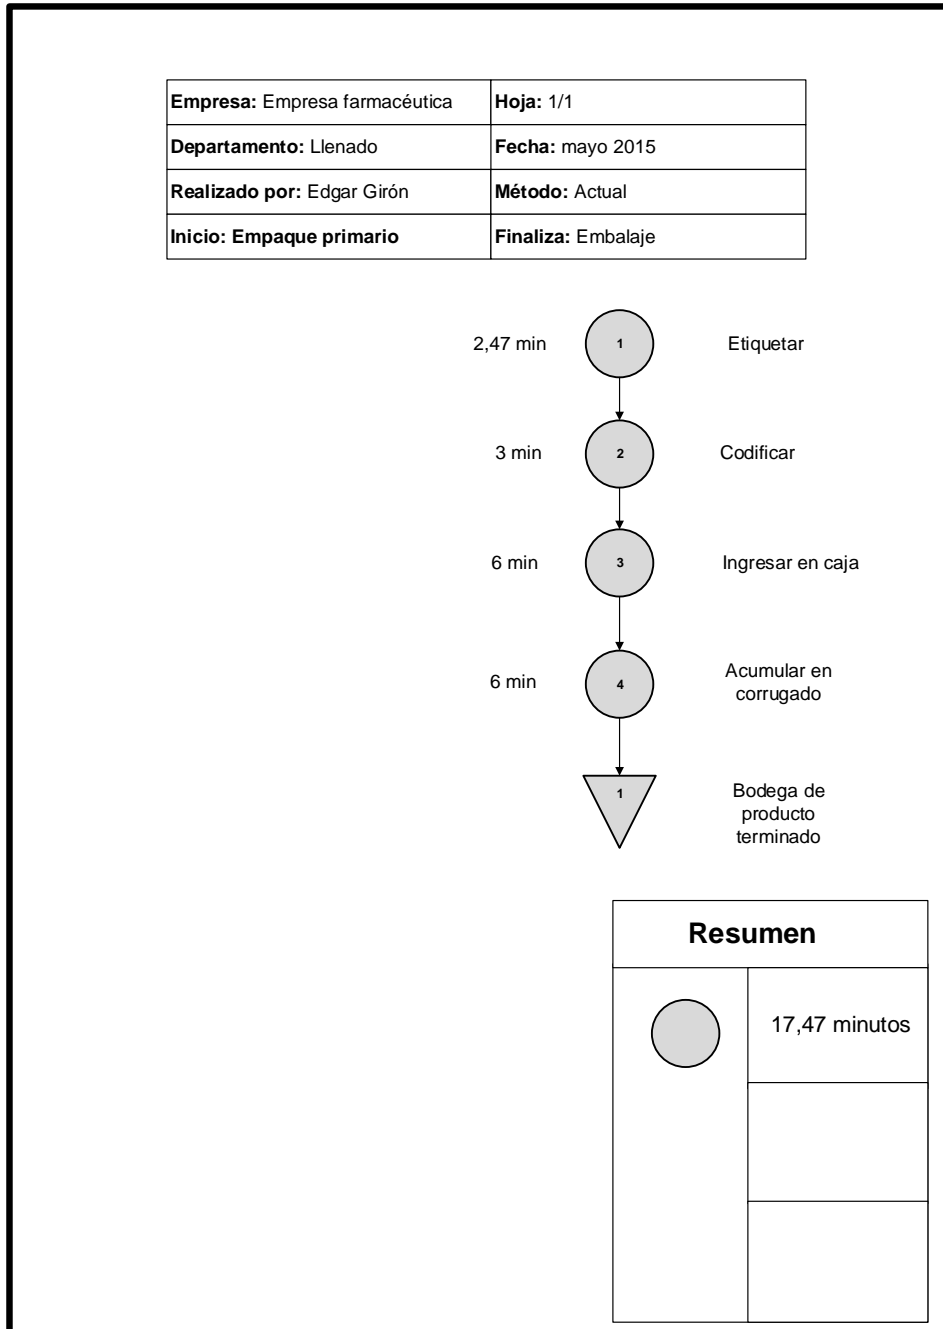 Empresa: Empresa farmacéutica
Hoja: 1/1
Departamento: Llenado
Fecha: mayo 2015
Realizado por: Edgar Girón
Método: Actual
Inicio: Empaque primario
Finaliza: Embalaje
2,47 min
1
Etiquetar
3 min
2
Codificar
6 min
3
Ingresar en caja
6 min
4
Acumular en
corrugado
1
Bodega de
producto
terminado
Resumen
17,47 minutos